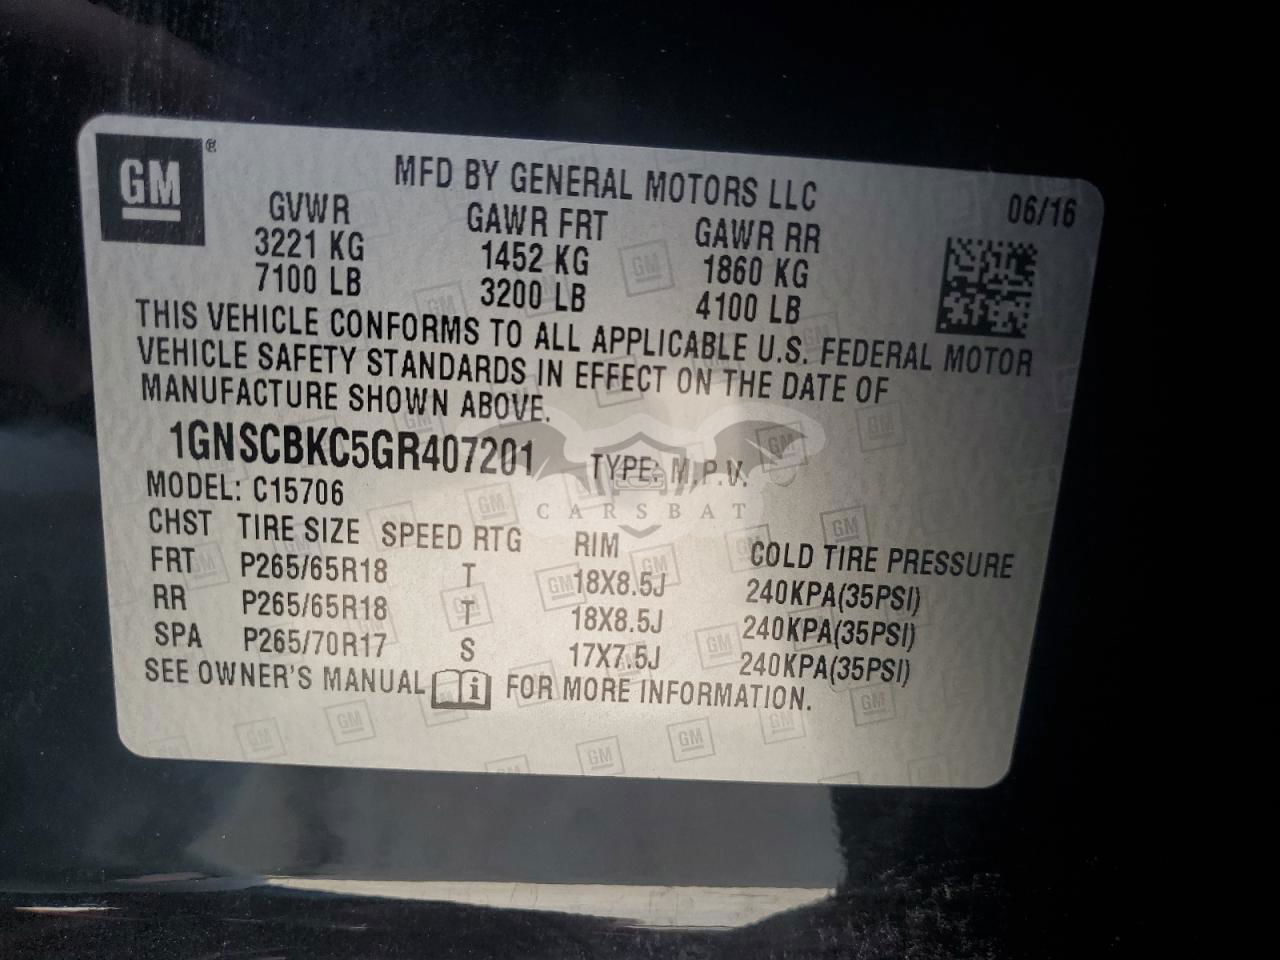 GM ®
MFD BY GENERAL MOTORS LLC
06/16
GVWR GAWR FRT GAWR RR
3221 KG 1452 KG 1860 KG
7100 LB 3200 LB 4100 LB
THIS VEHICLE CONFORMS TO ALL APPLICABLE U.S. FEDERAL MOTOR
VEHICLE SAFETY STANDARDS IN EFFECT ON THE DATE OF
MANUFACTURE SHOWN ABOVE.
1GNSCBKC5GR407201 TYPE: M.P.V.
MODEL: C15706
CARSBAT
CHST TIRE SIZE SPEED RTG RIM COLD TIRE PRESSURE
FRT P265/65R18 T 18X8.5J 240KPA(35PSI)
RR P265/65R18 T 18X8.5J 240KPA(35PSI)
SPA P265/70R17 S 17X7.5J 240KPA(35PSI)
SEE OWNER'S MANUAL i FOR MORE INFORMATION.